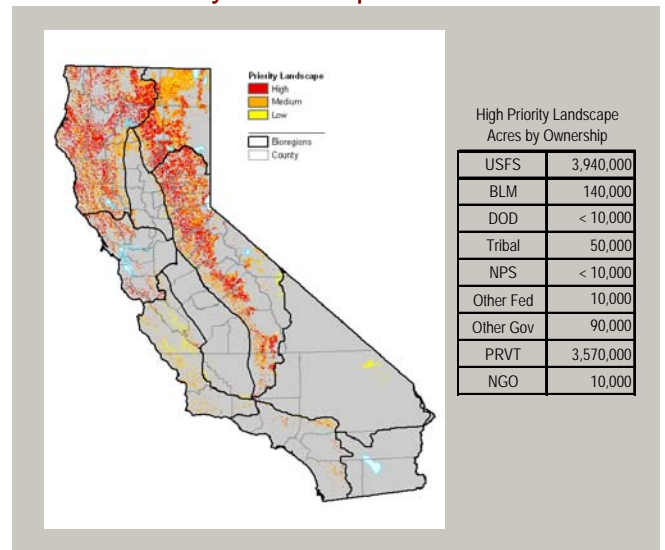 Priority Landscape
High
Medium
Low
Bioregions
County
High Priority Landscape
Acres by Ownership
USFS 3,940,000
BLM 140,000
DOD < 10,000
Tribal 50,000
NPS < 10,000
Other Fed 10,000
Other Gov 90,000
PRVT 3,570,000
NGO 10,000